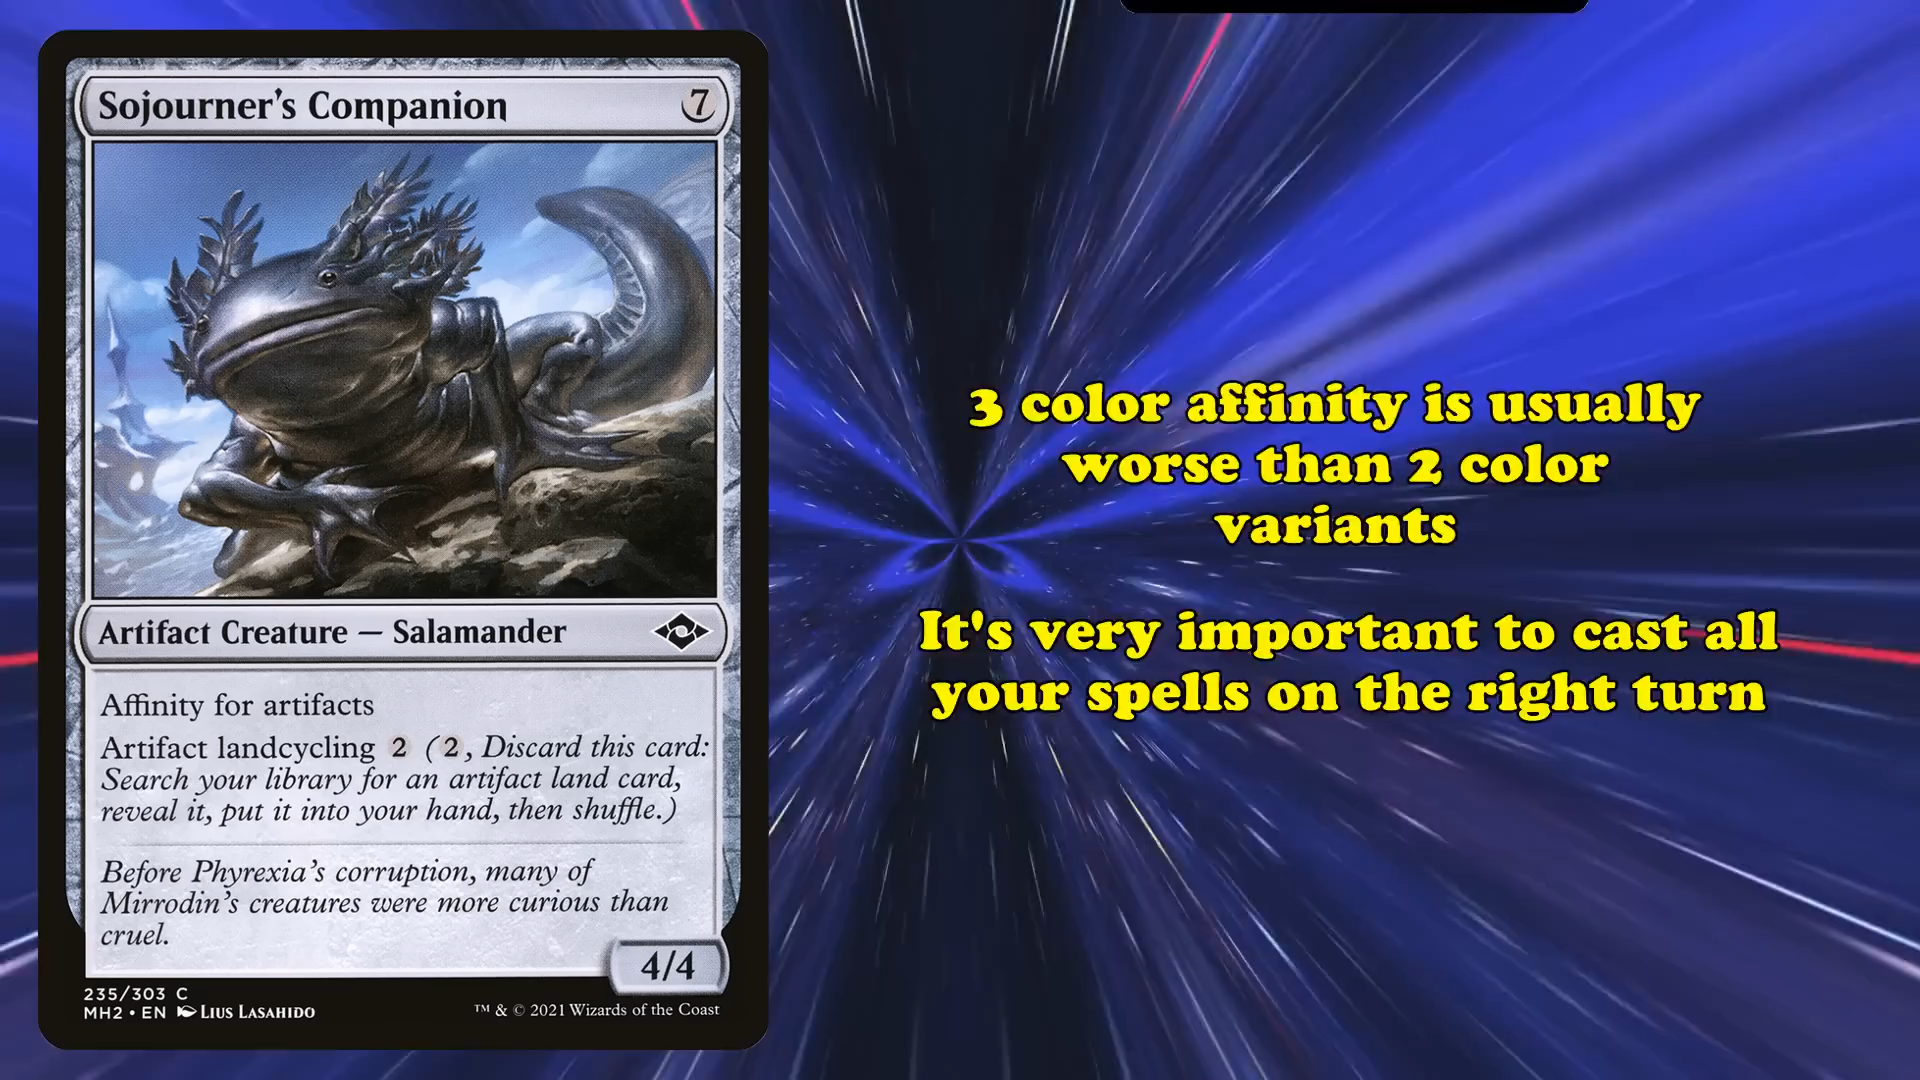 Sojourner's Companion 7
Artifact Creature — Salamander
Affinity for artifacts
Artifact landcycling 2 (2, Discard this card:
Search your library for an artifact land card,
reveal it, put it into your hand, then shuffle.)
Before Phyrexia's corruption, many of
Mirrodin's creatures were more curious than
cruel.
4/4
235/303 C
MH2 • EN LIUS LASAHIDO
™ & © 2021 Wizards of the Coast
3 color affinity is usually
worse than 2 color
variants
It's very important to cast all
your spells on the right turn